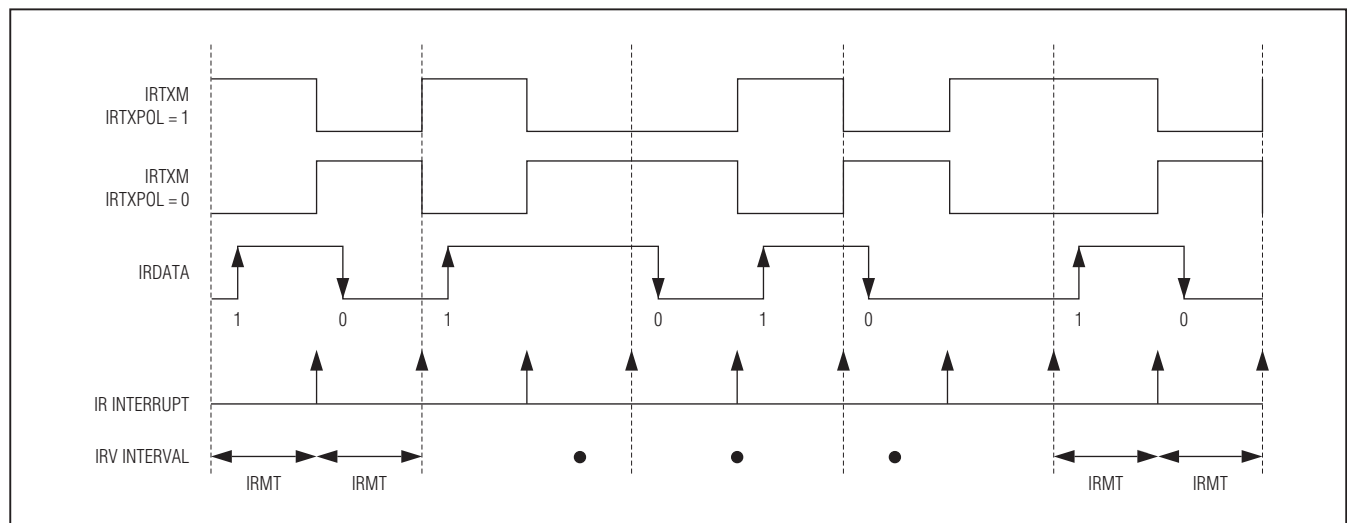 IRTXM
IRTXPOL = 1
IRTXM
IRTXPOL = 0
IRDATA
1 0 1 0 1 0 1 0
IR INTERRUPT
IRV INTERVAL
IRMT IRMT IRMT IRMT